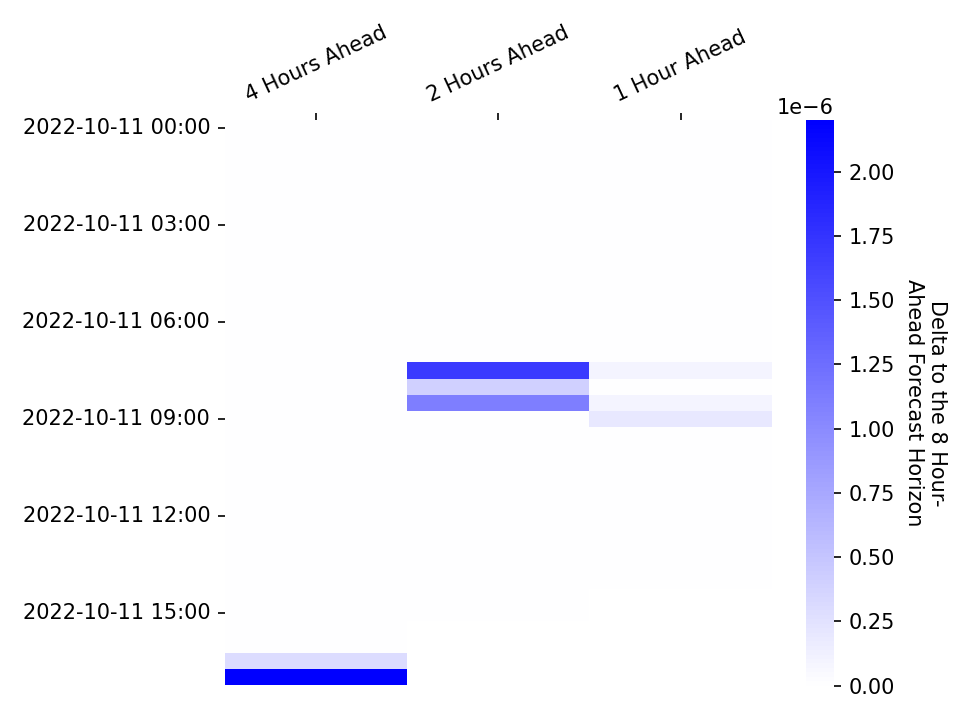 4 Hours Ahead
2 Hours Ahead
1 Hour Ahead
2022-10-11 00:00
2022-10-11 03:00
2022-10-11 06:00
2022-10-11 09:00
2022-10-11 12:00
2022-10-11 15:00
1e−6
2.00
1.75
1.50
1.25
1.00
0.75
0.50
0.25
0.00
Delta to the 8 Hour-
Ahead Forecast Horizon